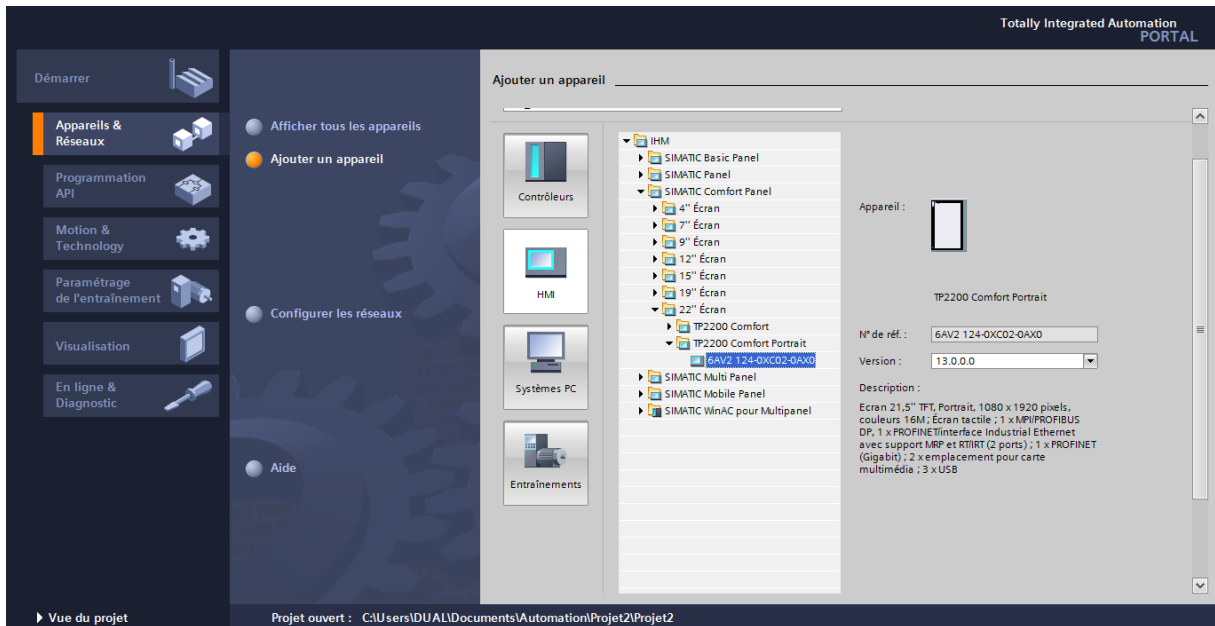 Totally Integrated Automation
PORTAL
Démarrer
Appareils &
Réseaux
Programmation
API
Motion &
Technology
Paramétrage
de l'entraînement
Visualisation
En ligne &
Diagnostic
Afficher tous les appareils
Ajouter un appareil
Configurer les réseaux
Aide
Ajouter un appareil
Contrôleurs
HMI
Systèmes PC
Entraînements
IHM
SIMATIC Basic Panel
SIMATIC Panel
SIMATIC Comfort Panel
4'' Écran
7'' Écran
9'' Écran
12'' Écran
15'' Écran
19'' Écran
22'' Écran
TP2200 Comfort
TP2200 Comfort Portrait
6AV2 124-0XC02-0AX0
SIMATIC Multi Panel
SIMATIC Mobile Panel
SIMATIC WinAC pour Multipanel
Appareil :
TP2200 Comfort Portrait
N° de réf. : 6AV2 124-0XC02-0AX0
Version : 13.0.0.0
Description :
Ecran 21,5'' TFT, Portrait, 1080 x 1920 pixels,
couleurs 16M ; Écran tactile ; 1 x MPI/PROFIBUS
DP, 1 x PROFINET/interface Industrial Ethernet
avec support MRP et RT/IRT (2 ports) ; 1 x PROFINET
(Gigabit) ; 2 x emplacement pour carte
multimédia ; 3 x USB
Vue du projet
Projet ouvert : C:\Users\DUAL\Documents\Automation\Projet2\Projet2